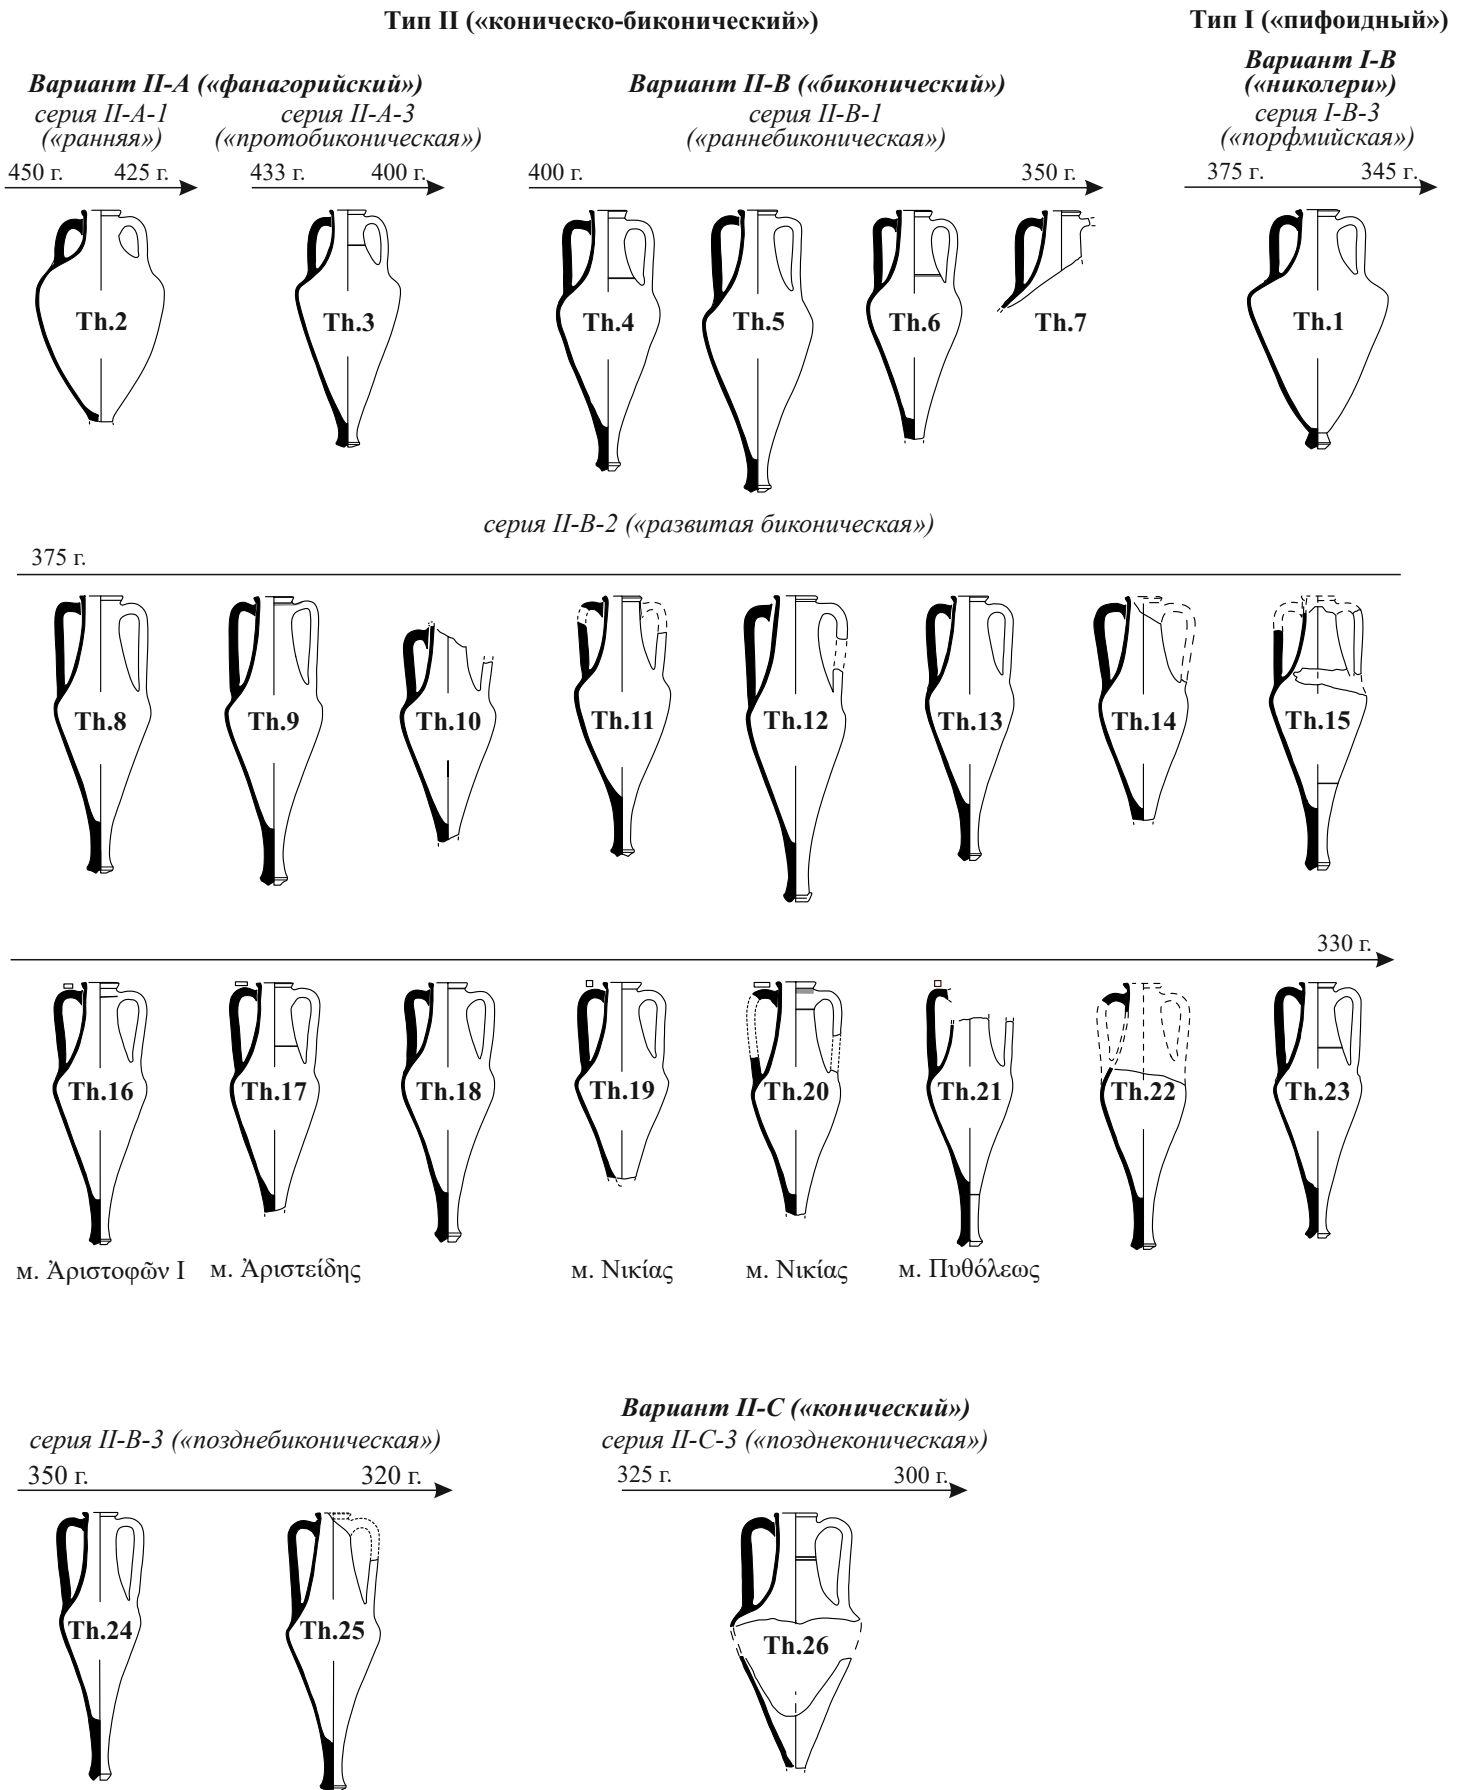 Тип II («коническо-биконический»)
Тип I («пифоидный»)
Вариант II-A («фанагорийский»)
серия II-A-1
(«ранняя»)
серия II-A-3
(«протобиконическая»)
450 г. 425 г.
433 г. 400 г.
Вариант II-B («биконический»)
серия II-B-1
(«раннебиконическая»)
400 г. 350 г.
Вариант I-B
(«николери»)
серия I-B-3
(«порфмийская»)
375 г. 345 г.
Th.2 Th.3 Th.4 Th.5 Th.6 Th.7 Th.1
серия II-B-2 («развитая биконическая»)
375 г.
Th.8 Th.9 Th.10 Th.11 Th.12 Th.13 Th.14 Th.15
330 г.
Th.16 Th.17 Th.18 Th.19 Th.20 Th.21 Th.22 Th.23
м. Ἀριστοφῶν I м. Ἀριστείδης м. Νικίας м. Νικίας м. Πυθόλεως
серия II-B-3 («позднебиконическая»)
350 г. 320 г.
Вариант II-C («конический»)
серия II-C-3 («позднеконическая»)
325 г. 300 г.
Th.24 Th.25 Th.26